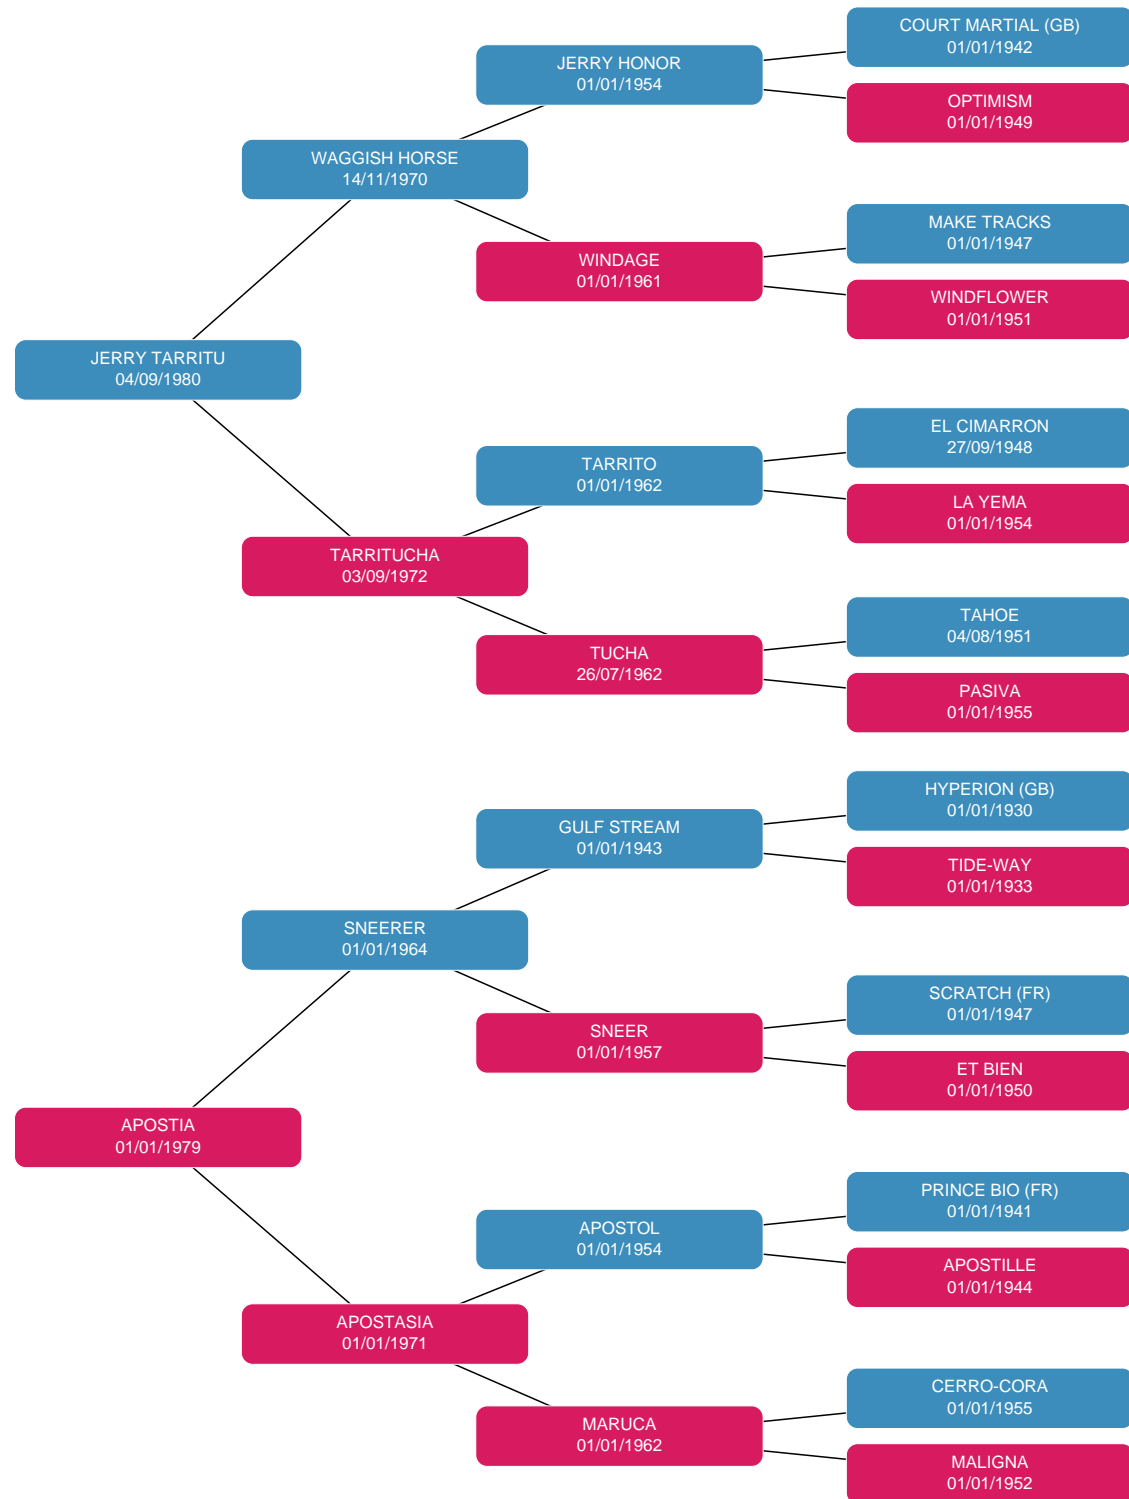 COURT MARTIAL (GB)
01/01/1942
JERRY HONOR
01/01/1954
OPTIMISM
01/01/1949
WAGGISH HORSE
14/11/1970
MAKE TRACKS
01/01/1947
WINDAGE
01/01/1961
WINDFLOWER
01/01/1951
JERRY TARRITU
04/09/1980
EL CIMARRON
27/09/1948
TARRITO
01/01/1962
LA YEMA
01/01/1954
TARRITUCHA
03/09/1972
TAHOE
04/08/1951
TUCHA
26/07/1962
PASIVA
01/01/1955
HYPERION (GB)
01/01/1930
GULF STREAM
01/01/1943
TIDE-WAY
01/01/1933
SNEERER
01/01/1964
SCRATCH (FR)
01/01/1947
SNEER
01/01/1957
ET BIEN
01/01/1950
APOSTIA
01/01/1979
PRINCE BIO (FR)
01/01/1941
APOSTOL
01/01/1954
APOSTILLE
01/01/1944
APOSTASIA
01/01/1971
CERRO-CORA
01/01/1955
MARUCA
01/01/1962
MALIGNA
01/01/1952